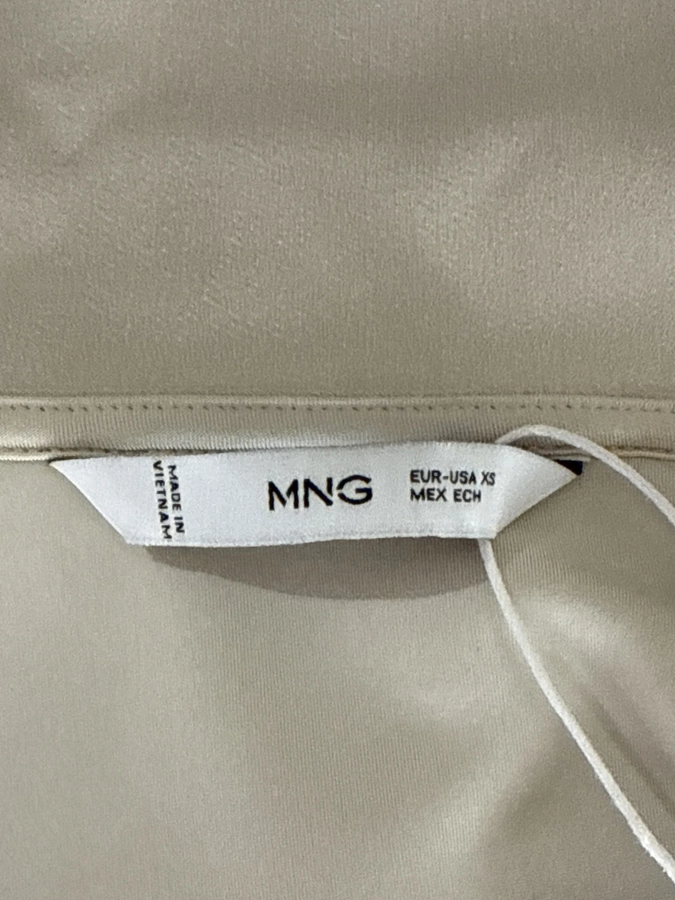 MADE IN
VIETNAM
MNG
EUR-USA XS
MEX ECH